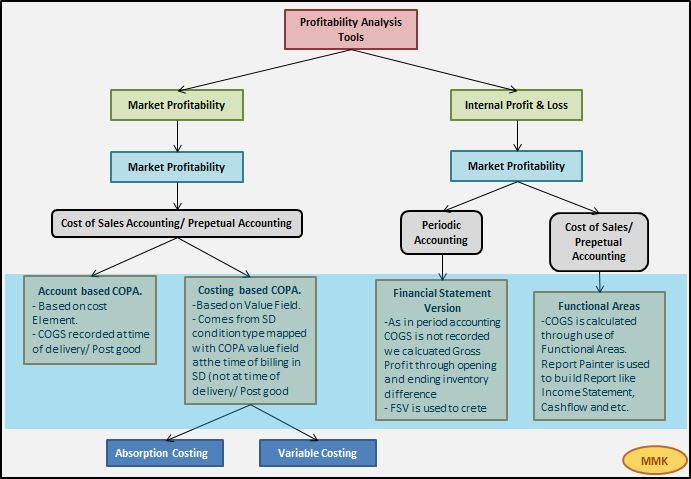 Profitability Analysis
Tools
Market Profitability
Internal Profit & Loss
Market Profitability
Market Profitability
Cost of Sales Accounting/ Prepetual Accounting
Periodic
Accounting
Cost of Sales/
Prepetual
Accounting
Account based COPA.
- Based on cost
Element.
- COGS recorded at time
of delivery/ Post good
Costing based COPA.
-Based on Value Field.
- Comes from SD
condition type mapped
with COPA value field
at the time of billing in
SD (not at time of
delivery/ Post good
Financial Statement
Version
-As in period accounting
COGS is not recorded
we calcuated Gross
Profit through opening
and ending inventory
difference
- FSV is used to crete
Functional Areas
-COGS is calculated
through use of
Functional Areas.
Report Painter is used
to build Report like
Income Statement,
Cashflow and etc.
Absorption Costing
Variable Costing
MMK